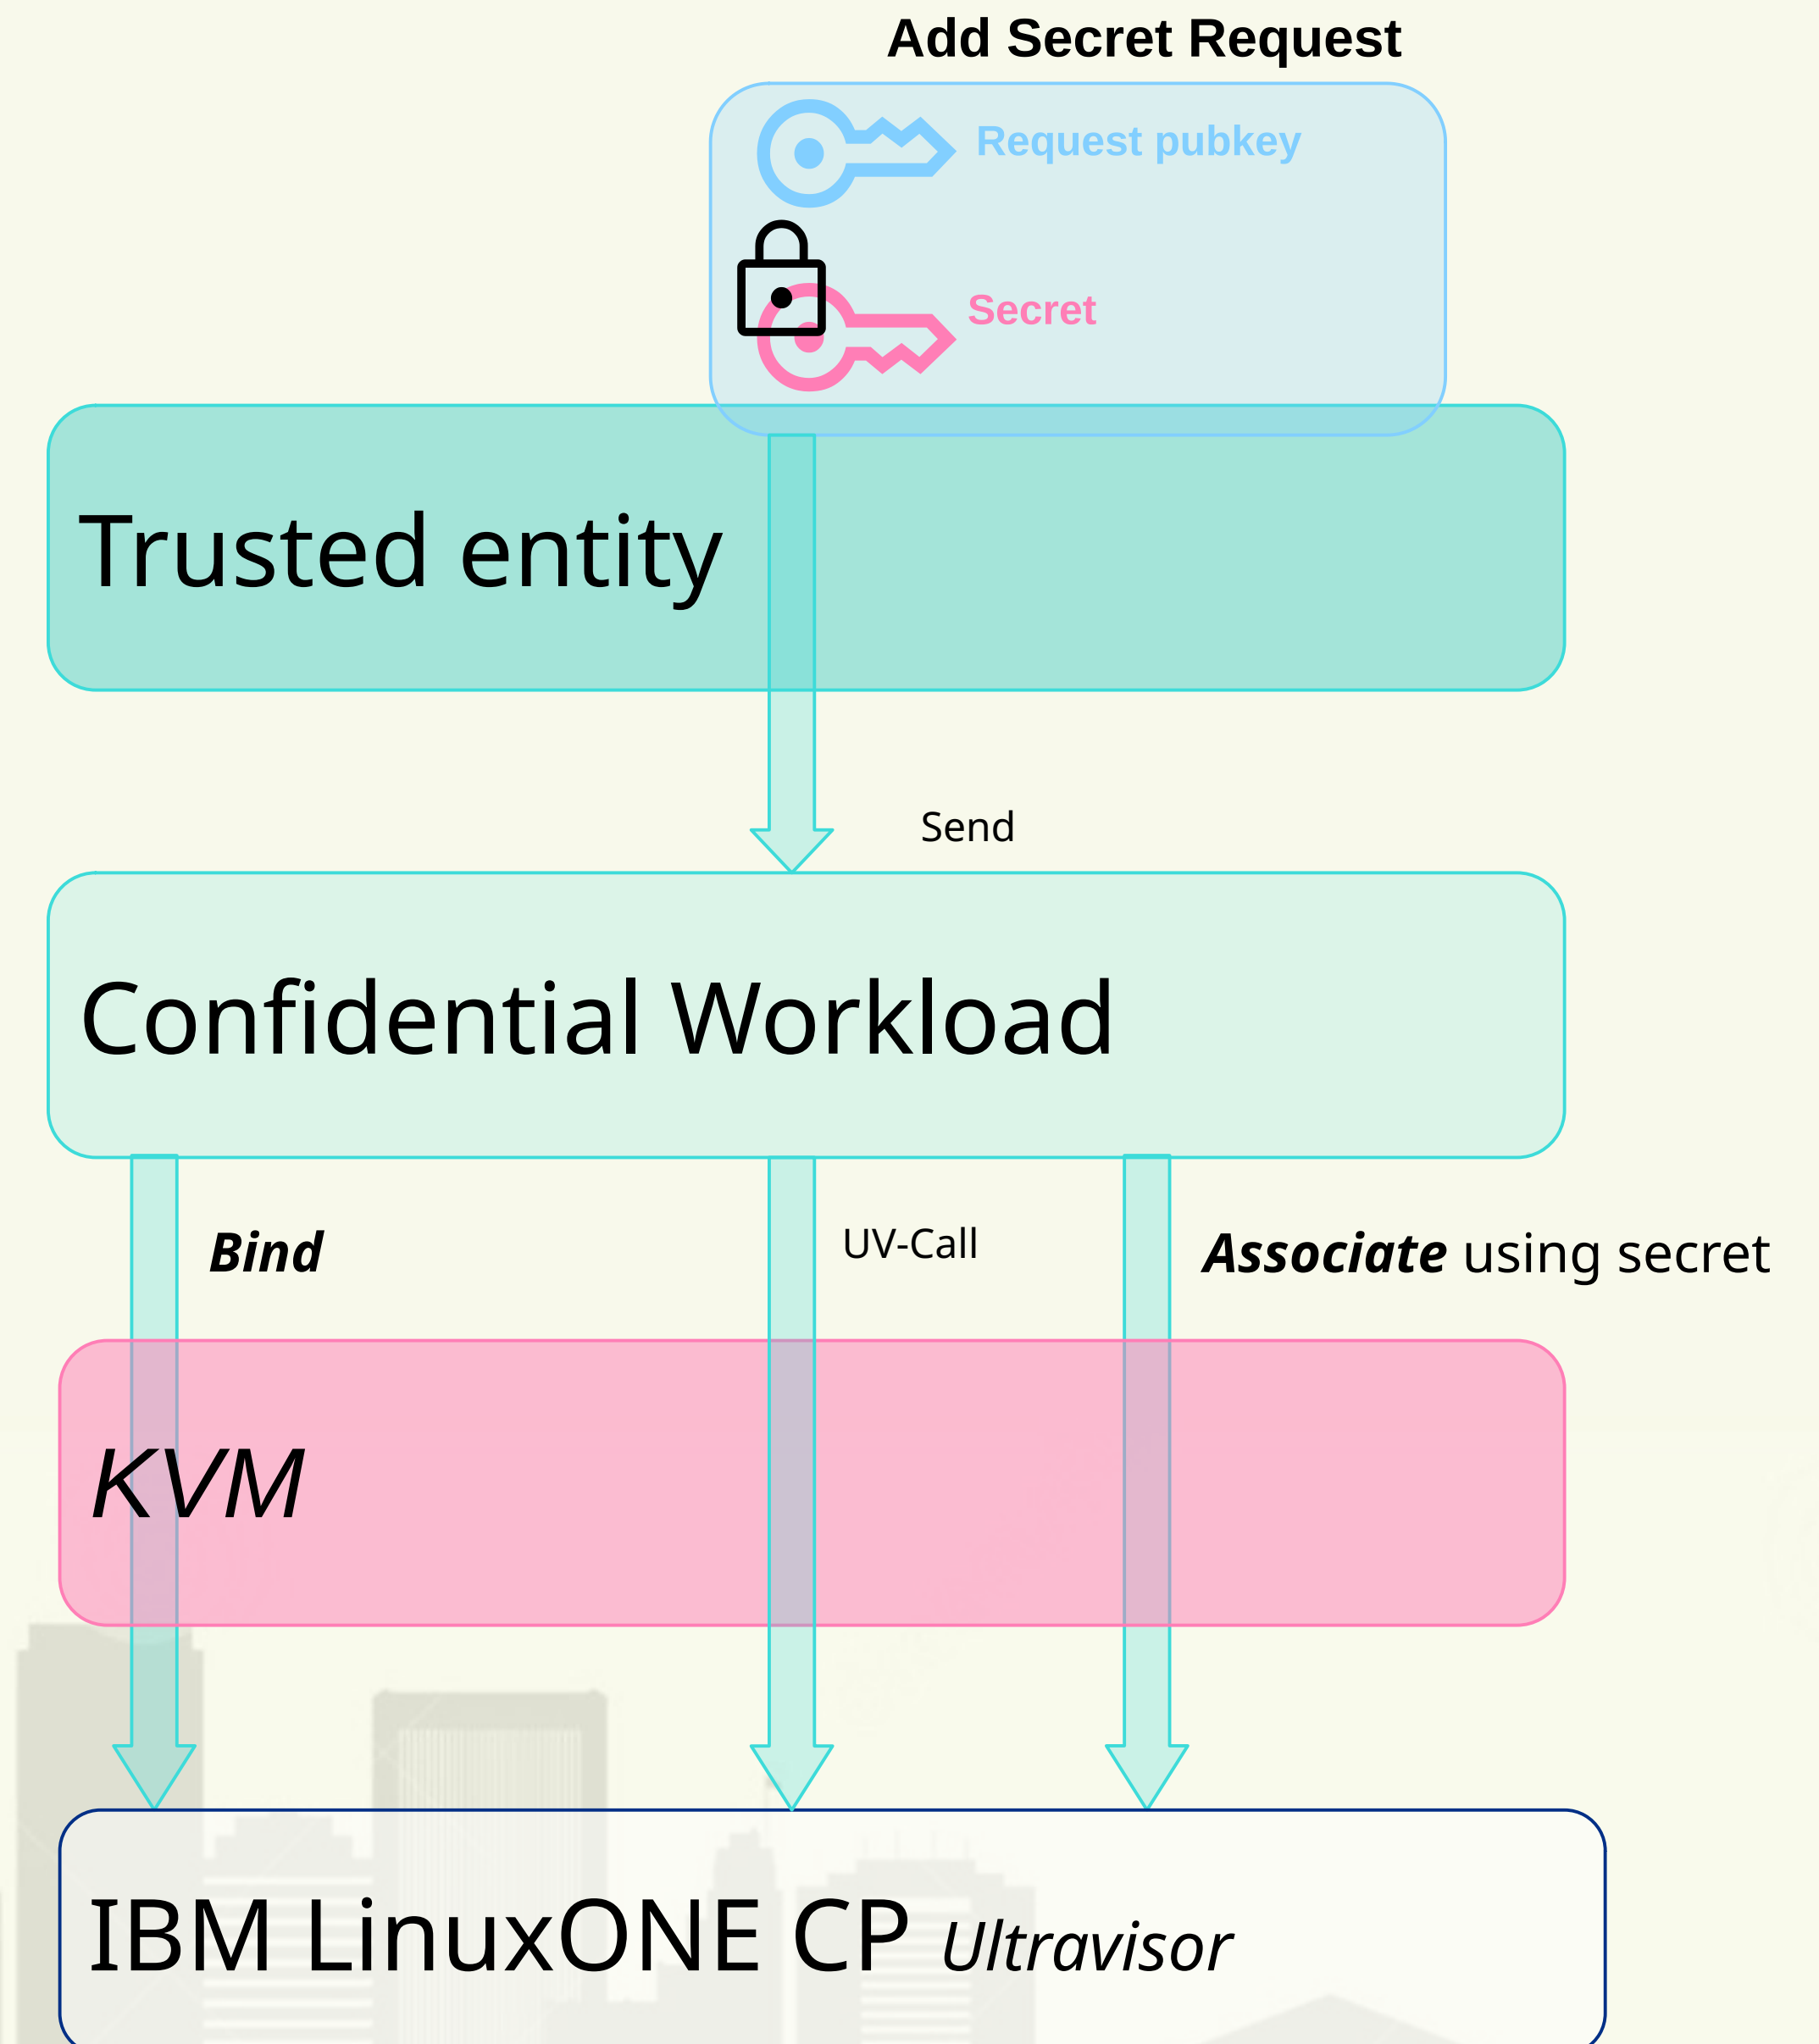 Add Secret Request
Request pubkey
Secret
Trusted entity
Send
Confidential Workload
Bind
UV-Call
Associate using secret
KVM
IBM LinuxONE CP Ultravisor